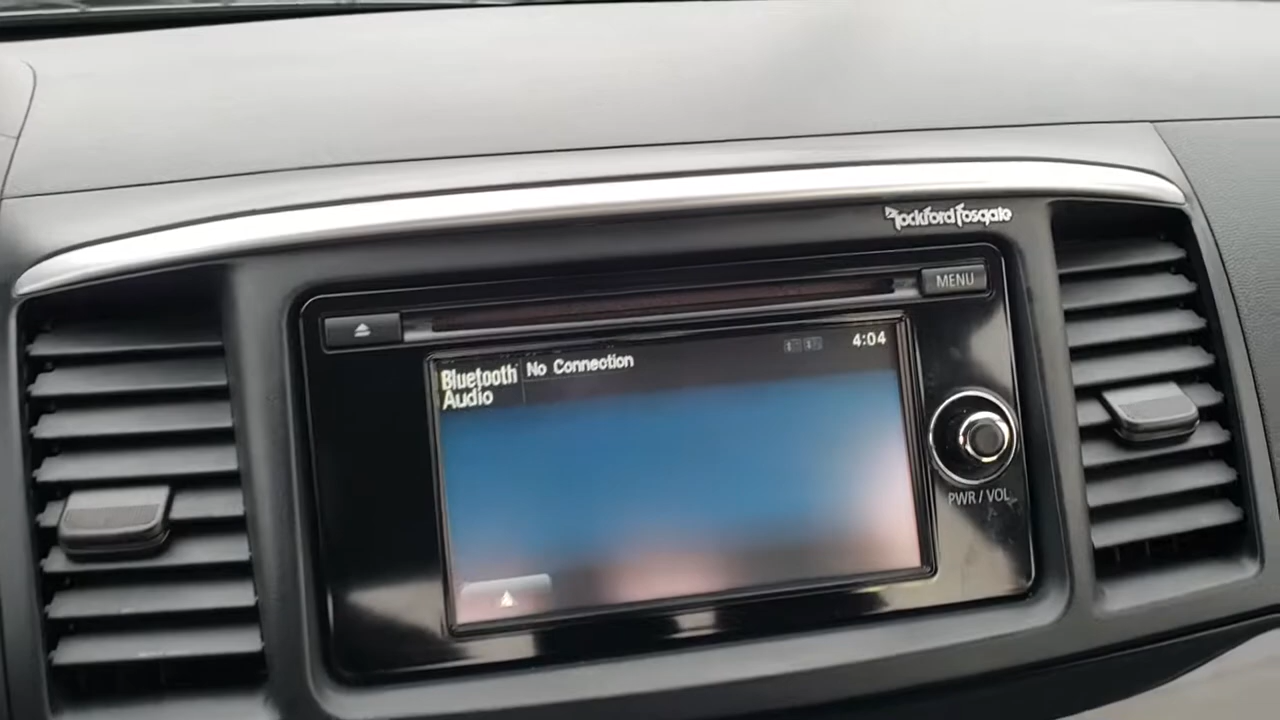 Rockford Fosgate
MENU
Bluetooth
Audio
No Connection
4:04
PWR / VOL